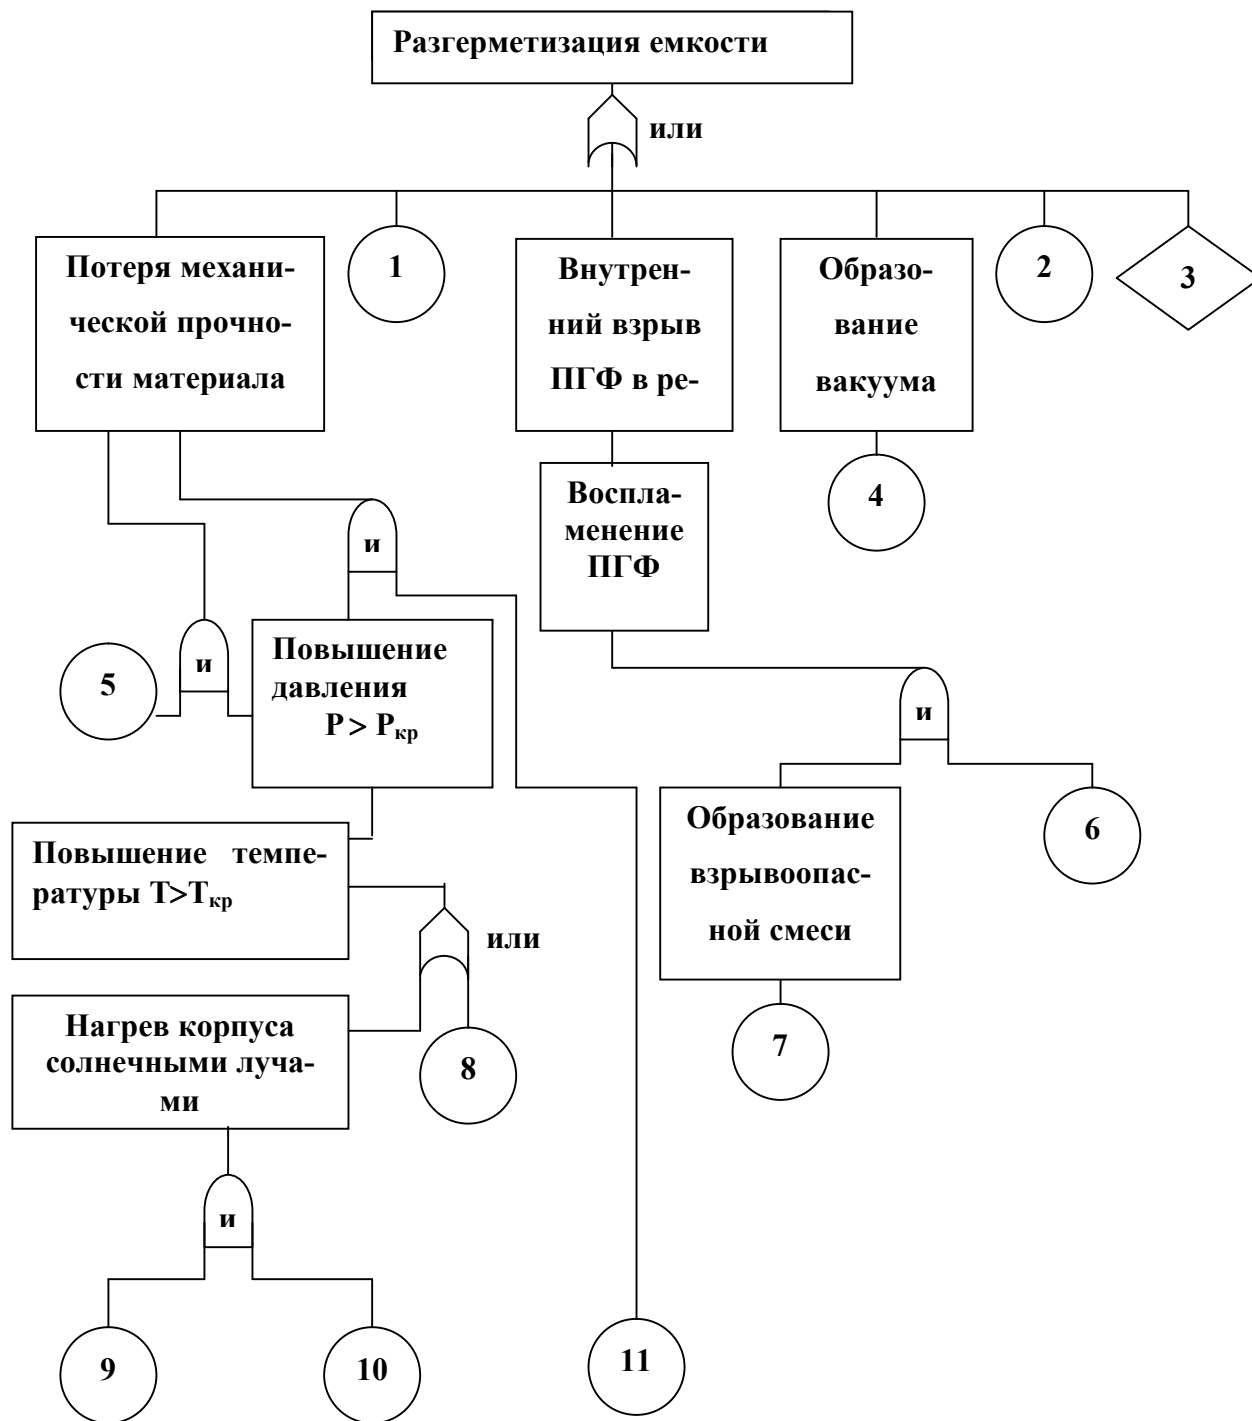 Разгерметизация емкости
или
Потеря механи-
ческой прочно-
сти материала
1
Внутрен-
ний взрыв
ПГФ в ре-
Образо-
вание
вакуума
2
3
4
Воспла-
менение
ПГФ
и
и
5
Повышение
давления
P > Pкр
и
Образование
взрывоопас-
ной смеси
6
7
Повышение темпе-
ратуры T>Tкр
или
Нагрев корпуса
солнечными луча-
ми
8
и
9
10
11